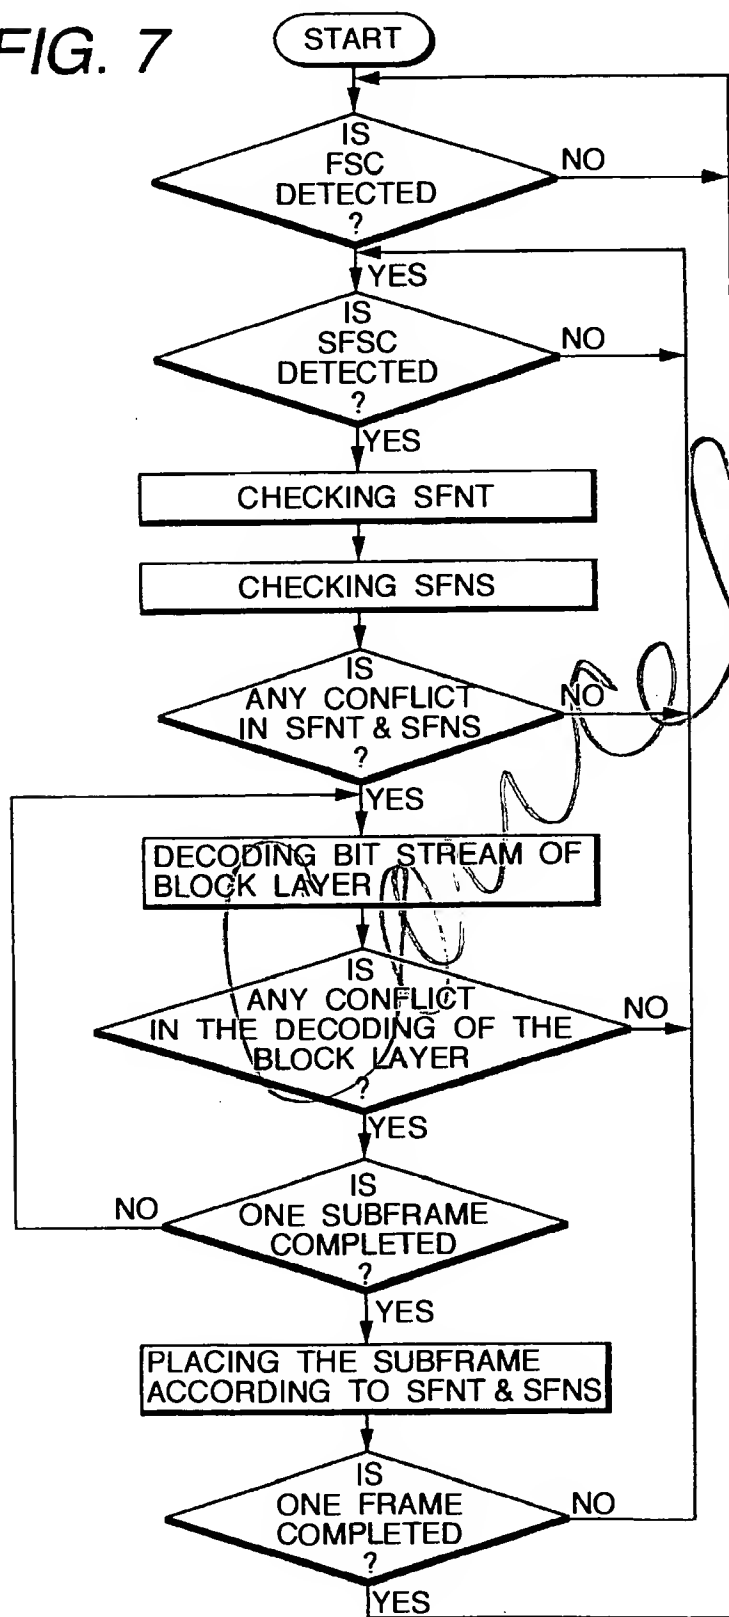 FIG. 7
START
IS
FSC
DETECTED
?
NO
YES
IS
SFSC
DETECTED
?
NO
YES
CHECKING SFNT
CHECKING SFNS
IS
ANY CONFLICT
IN SFNT & SFNS
?
NO
YES
DECODING BIT STREAM OF
BLOCK LAYER
IS
ANY CONFLICT
IN THE DECODING OF THE
BLOCK LAYER
?
NO
YES
IS
ONE SUBFRAME
COMPLETED
?
NO
YES
PLACING THE SUBFRAME
ACCORDING TO SFNT & SFNS
IS
ONE FRAME
COMPLETED
?
NO
YES